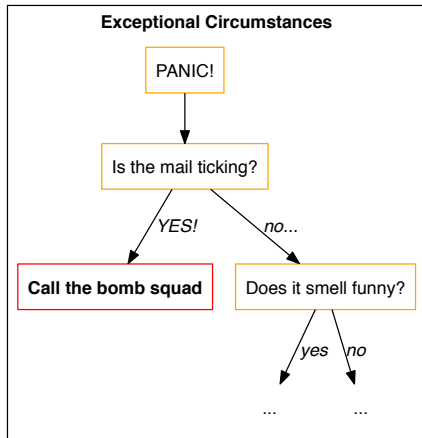 Exceptional Circumstances
PANIC!
Is the mail ticking?
YES!
no...
Call the bomb squad
Does it smell funny?
yes
no
...
...